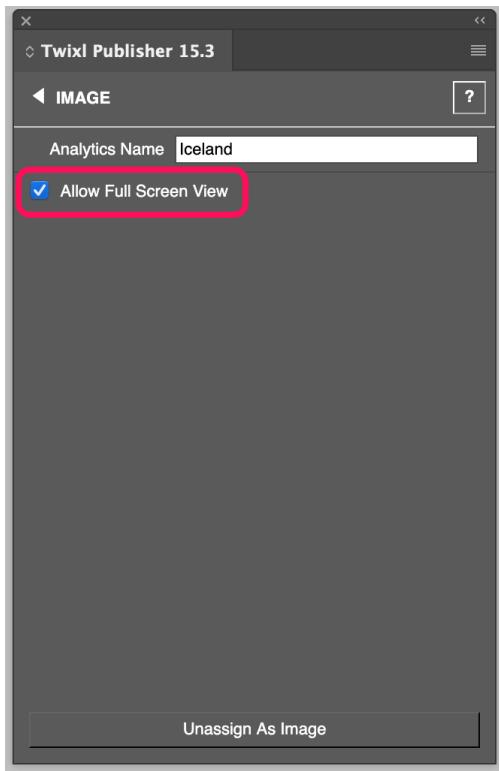 Twixl Publisher 15.3
IMAGE
?
Analytics Name Iceland
Allow Full Screen View
Unassign As Image